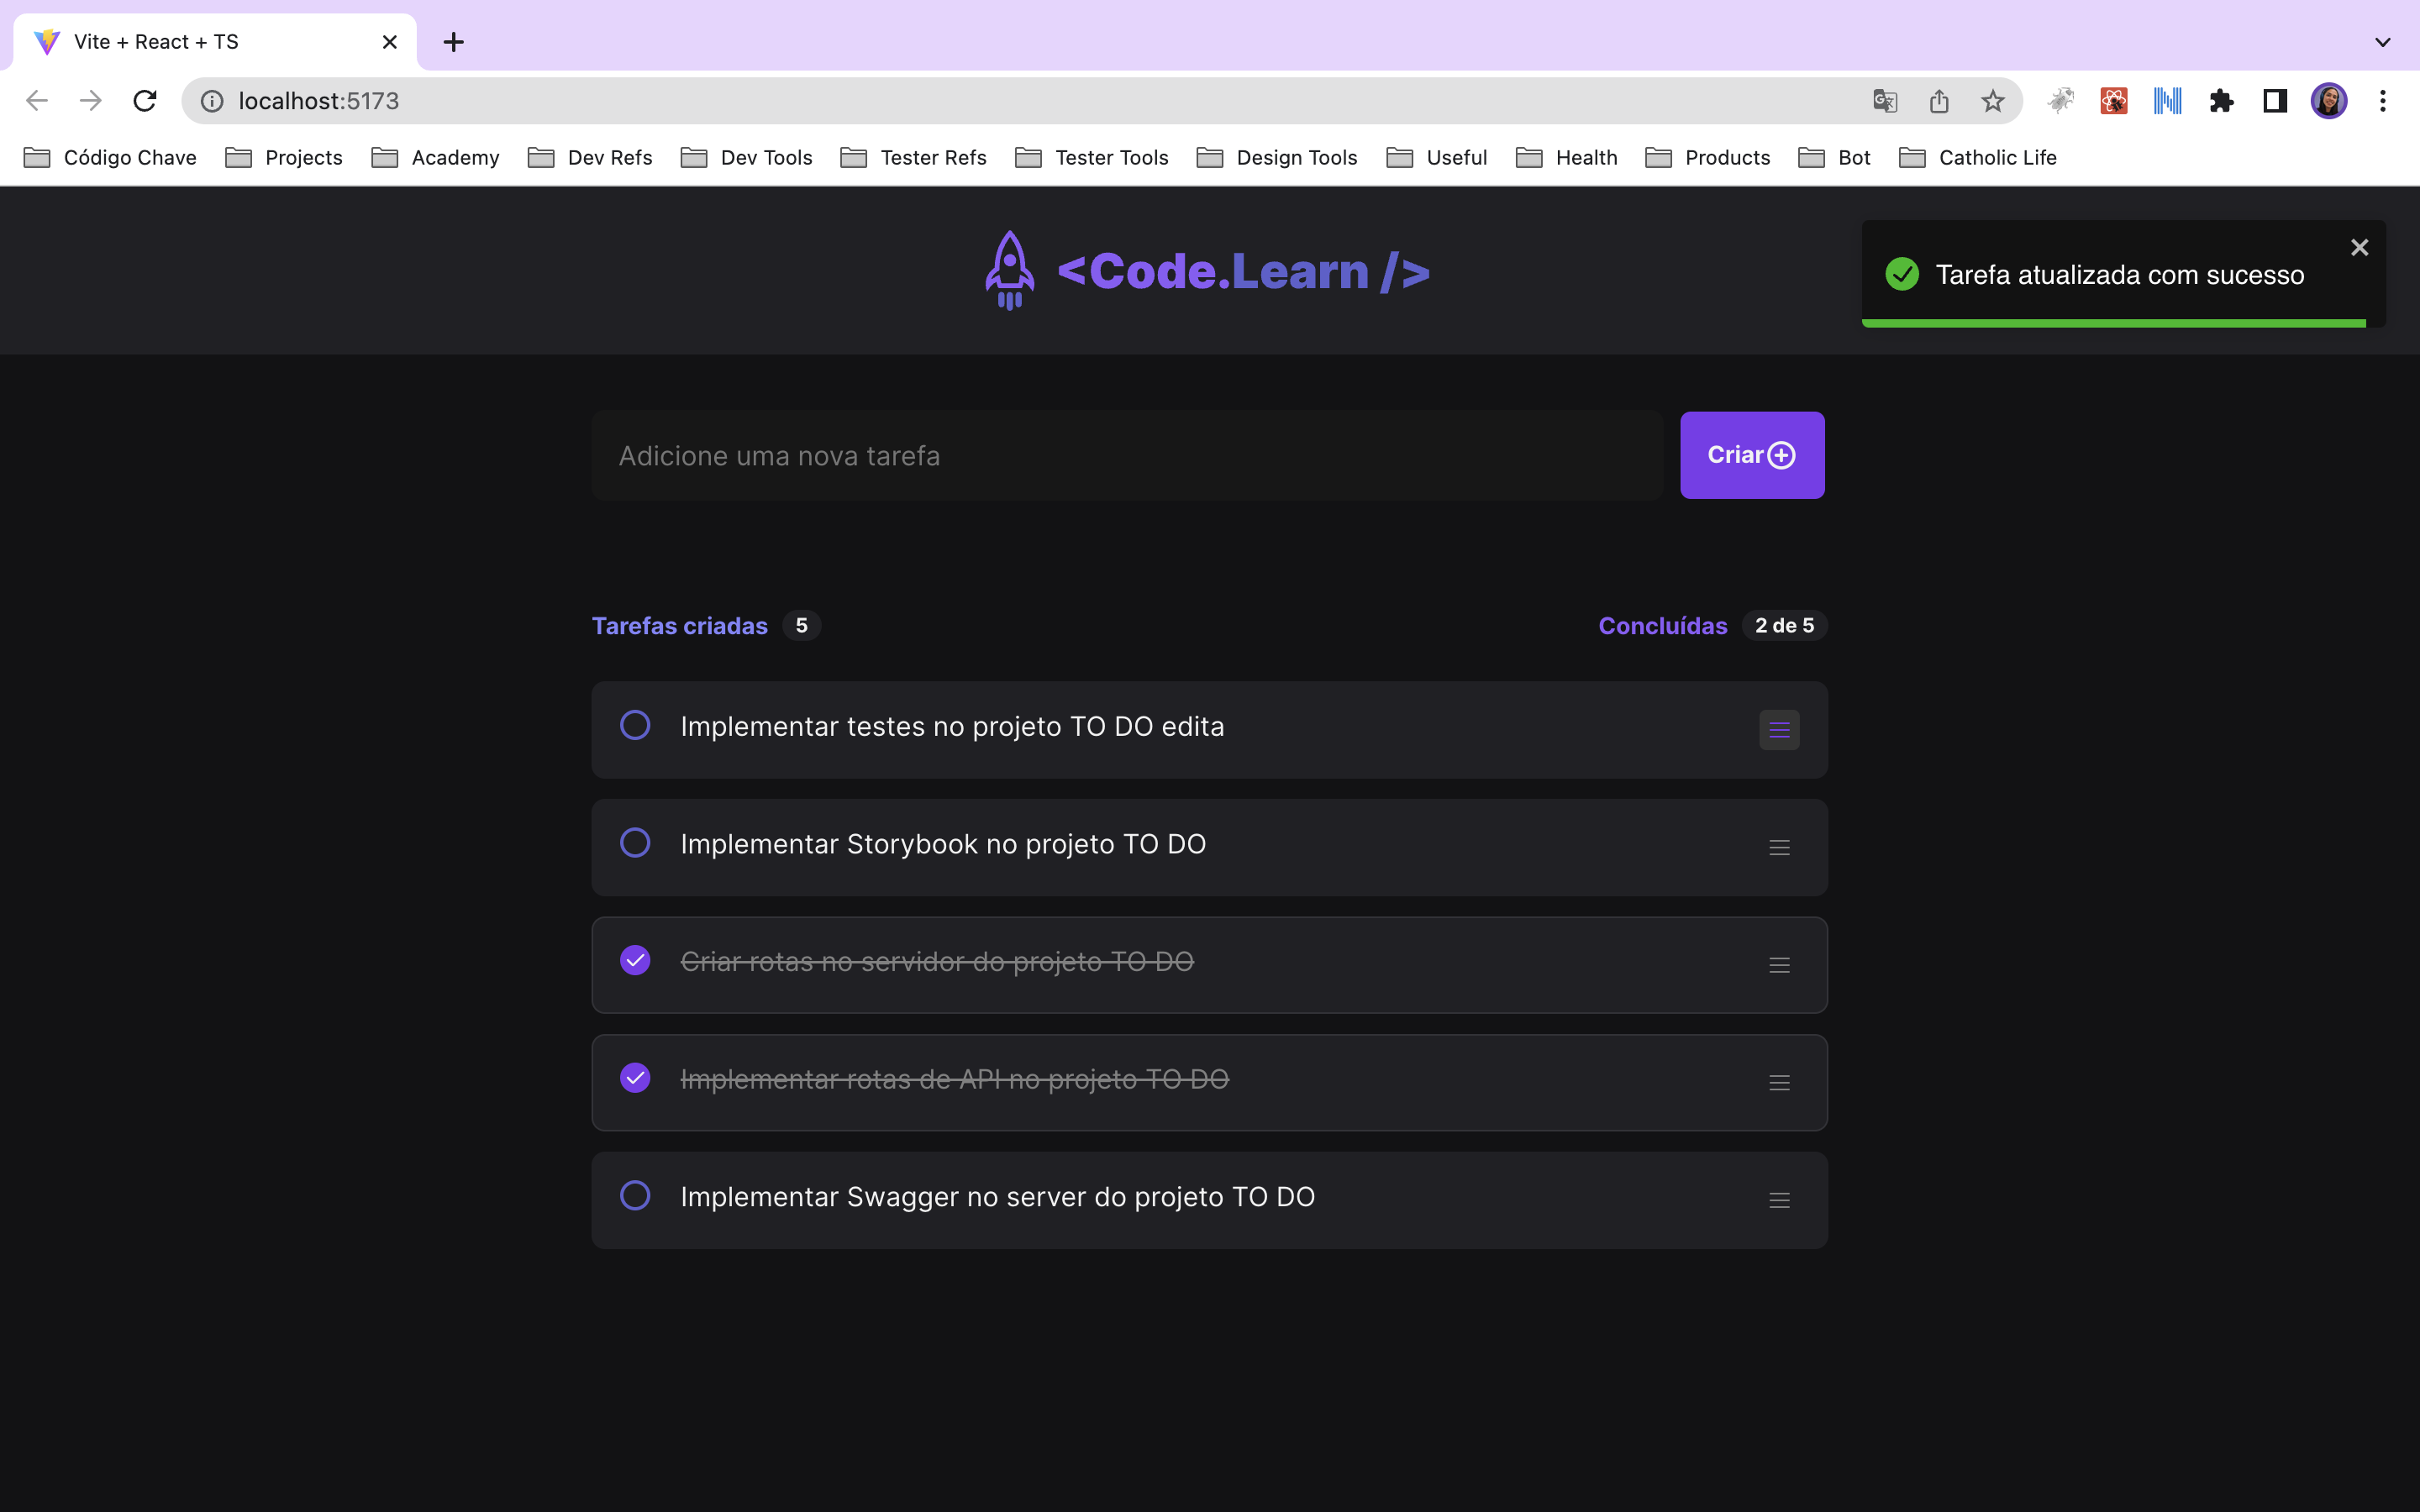 Vite + React + TS
localhost:5173
Código Chave Projects Academy Dev Refs Dev Tools Tester Refs Tester Tools Design Tools Useful Health Products Bot Catholic Life
<Code.Learn />
Tarefa atualizada com sucesso
Adicione uma nova tarefa
Criar
Tarefas criadas 5
Concluídas 2 de 5
Implementar testes no projeto TO DO edita
Implementar Storybook no projeto TO DO
Criar rotas no servidor do projeto TO DO
Implementar rotas de API no projeto TO DO
Implementar Swagger no server do projeto TO DO